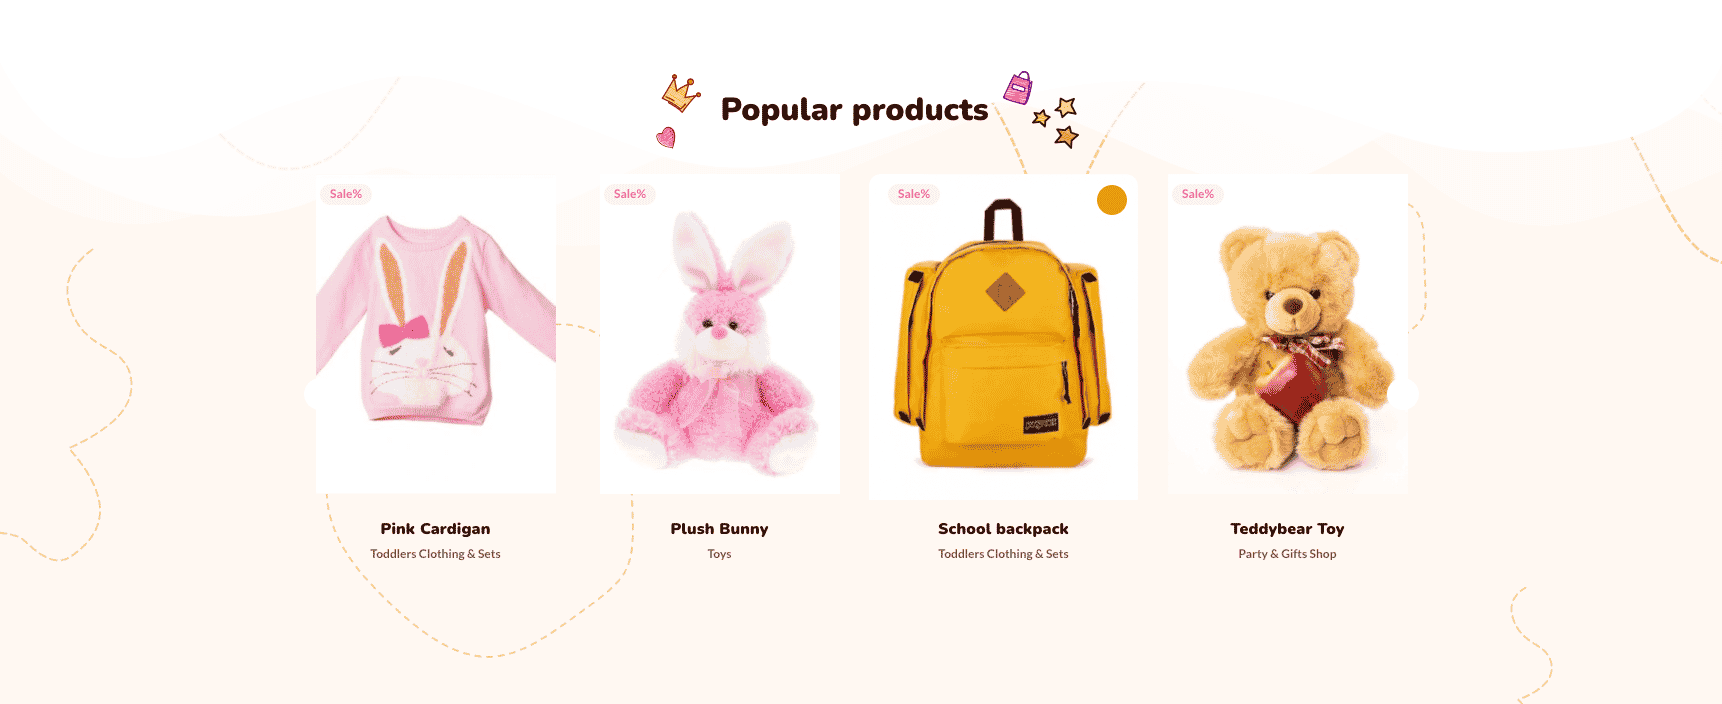 Popular products
Sale%
Sale%
Sale%
Sale%
Pink Cardigan
Plush Bunny
School backpack
Teddybear Toy
Toddlers Clothing & Sets
Toys
Toddlers Clothing & Sets
Party & Gifts Shop